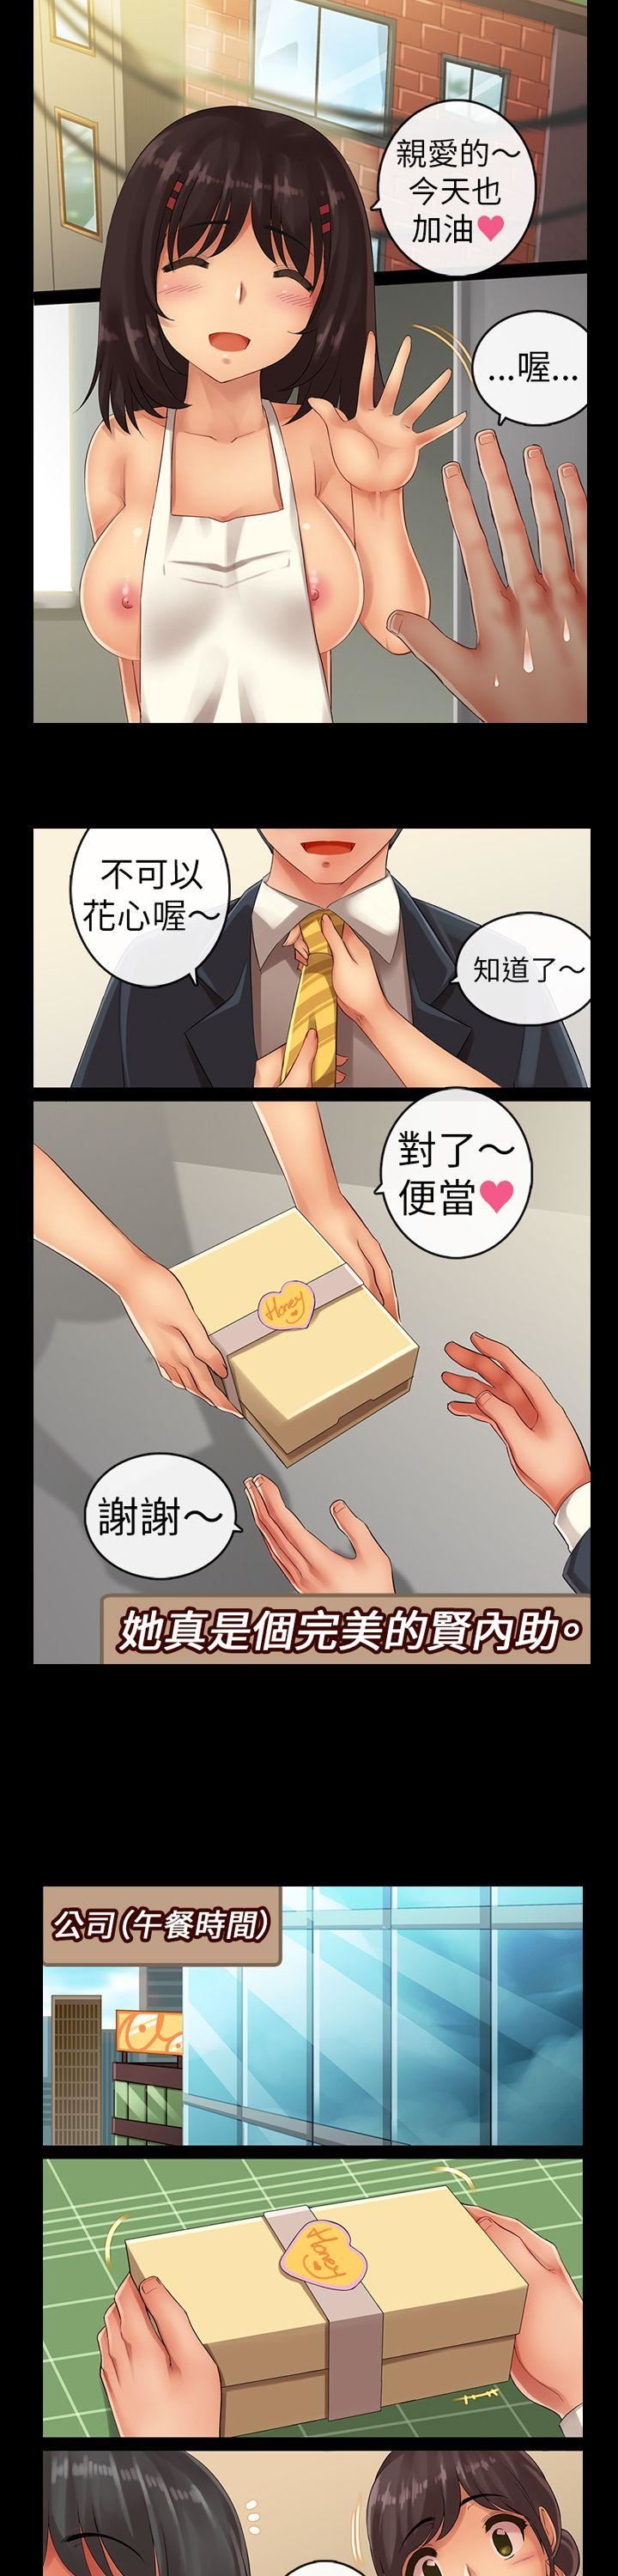 親愛的～
今天也
加油♥
...喔...
不可以
花心喔～
知道了～
對了～
便當♥
Honey
謝謝～
她真是個完美的賢內助。
公司(午餐時間)
Honey